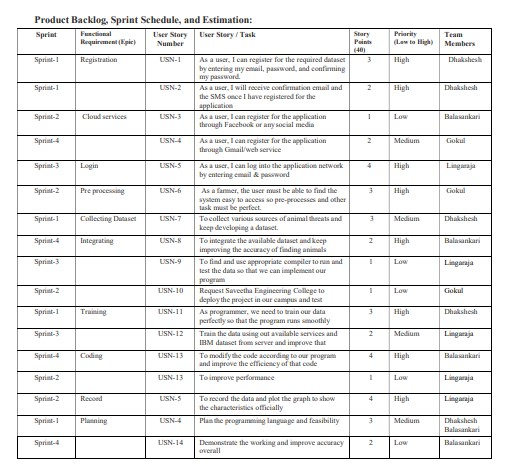 Product Backlog, Sprint Schedule, and Estimation:
Sprint Functional Requirement (Epic) User Story Number User Story / Task Story Points (40) Priority (Low to High) Team Members
Sprint-1 Registration USN-1 As a user, I can register for the required dataset by entering my email, password, and confirming my password. 3 High Dhakshesh
Sprint-1 USN-2 As a user, I will receive confirmation email and the SMS once I have registered for the application 2 High Dhakshesh
Sprint-2 Cloud services USN-3 As a user, I can register for the application through Facebook or any social media 1 Low Balasankari
Sprint-4 USN-4 As a user, I can register for the application through Gmail/web service 2 Medium Gokul
Sprint-3 Login USN-5 As a user, I can log into the application network by entering email & password 4 High Lingaraja
Sprint-2 Pre processing USN-6 As a farmer, the user must be able to find the system easy to access so pre-processes and other task must be perfect. 3 High Gokul
Sprint-1 Collecting Dataset USN-7 To collect various sources of animal threats and keep developing a dataset. 3 Medium Dhakshesh
Sprint-4 Integrating USN-8 To integrate the available dataset and keep improving the accuracy of finding animals 2 High Balasankari
Sprint-3 USN-9 To find and use appropriate compiler to run and test the data so that we can implement our program 1 Low Lingaraja
Sprint-2 USN-10 Request Saveetha Engineering College to deploy the project in our campus and test 1 Low Gokul
Sprint-1 Training USN-11 As programmer, we need to train our data perfectly so that the program runs smoothly 3 High Dhakshesh
Sprint-3 USN-12 Train the data using out available services and IBM dataset from server and improve that 2 Medium Lingaraja
Sprint-4 Coding USN-13 To modify the code according to our program and improve the efficiency of that code 4 High Balasankari
Sprint-2 USN-13 To improve performance 1 Low Lingaraja
Sprint-2 Record USN-5 To record the data and plot the graph to show the characteristics officially 4 High Lingaraja
Sprint-1 Planning USN-4 Plan the programming language and feasibility 3 Medium Dhakshesh Balasankari
Sprint-4 USN-14 Demonstrate the working and improve accuracy overall 2 Low Balasankari